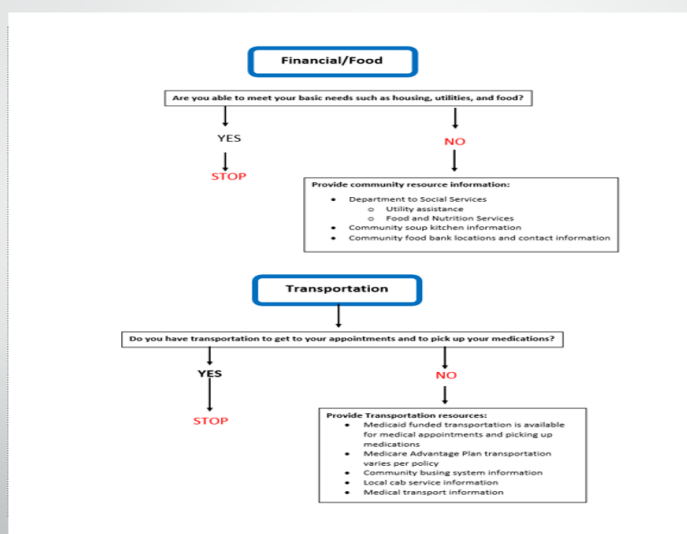 Financial/Food
Are you able to meet your basic needs such as housing, utilities, and food?
YES
NO
STOP
Provide community resource information:
• Department to Social Services
o Utility assistance
o Food and Nutrition Services
• Community soup kitchen information
• Community food bank locations and contact information
Transportation
Do you have transportation to get to your appointments and to pick up your medications?
YES
NO
STOP
Provide Transportation resources:
• Medicaid funded transportation is available
for medical appointments and picking up
medications
• Medicare Advantage Plan transportation
varies per policy
• Community busing system information
• Local cab service information
• Medical transport information